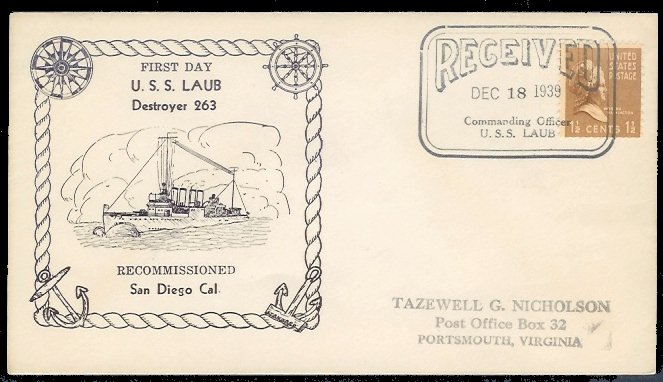 FIRST DAY
U. S. S. LAUB
Destroyer 263
RECOMMISSIONED
San Diego Cal.
RECEIVED
DEC 18 1939
Commanding Officer
U. S. S. LAUB
UNITED
STATES
POSTAGE
1½ CENTS 1½
TAZEWELL G. NICHOLSON
Post Office Box 32
PORTSMOUTH, VIRGINIA